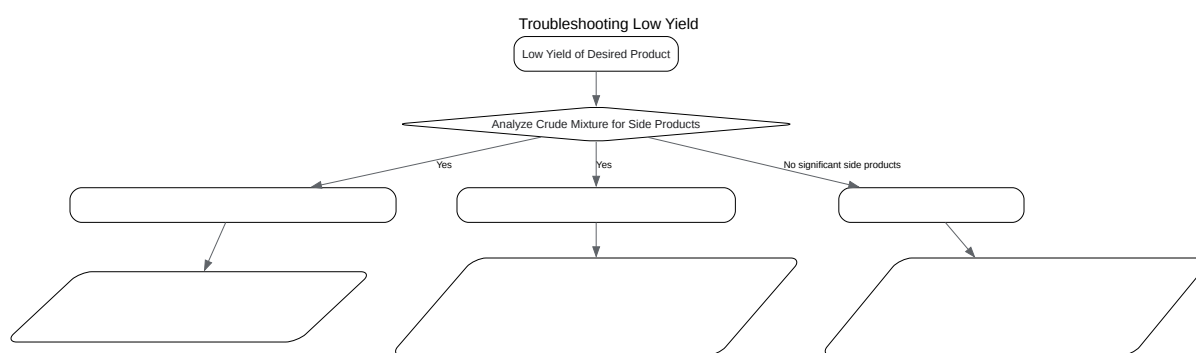 Troubleshooting Low Yield
Low Yield of Desired Product
Analyze Crude Mixture for Side Products
Yes
Yes
No significant side products